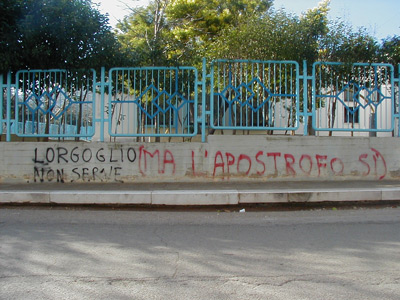 LORGOGLIO
NON SERVE
(MA L'APOSTROFO SI')